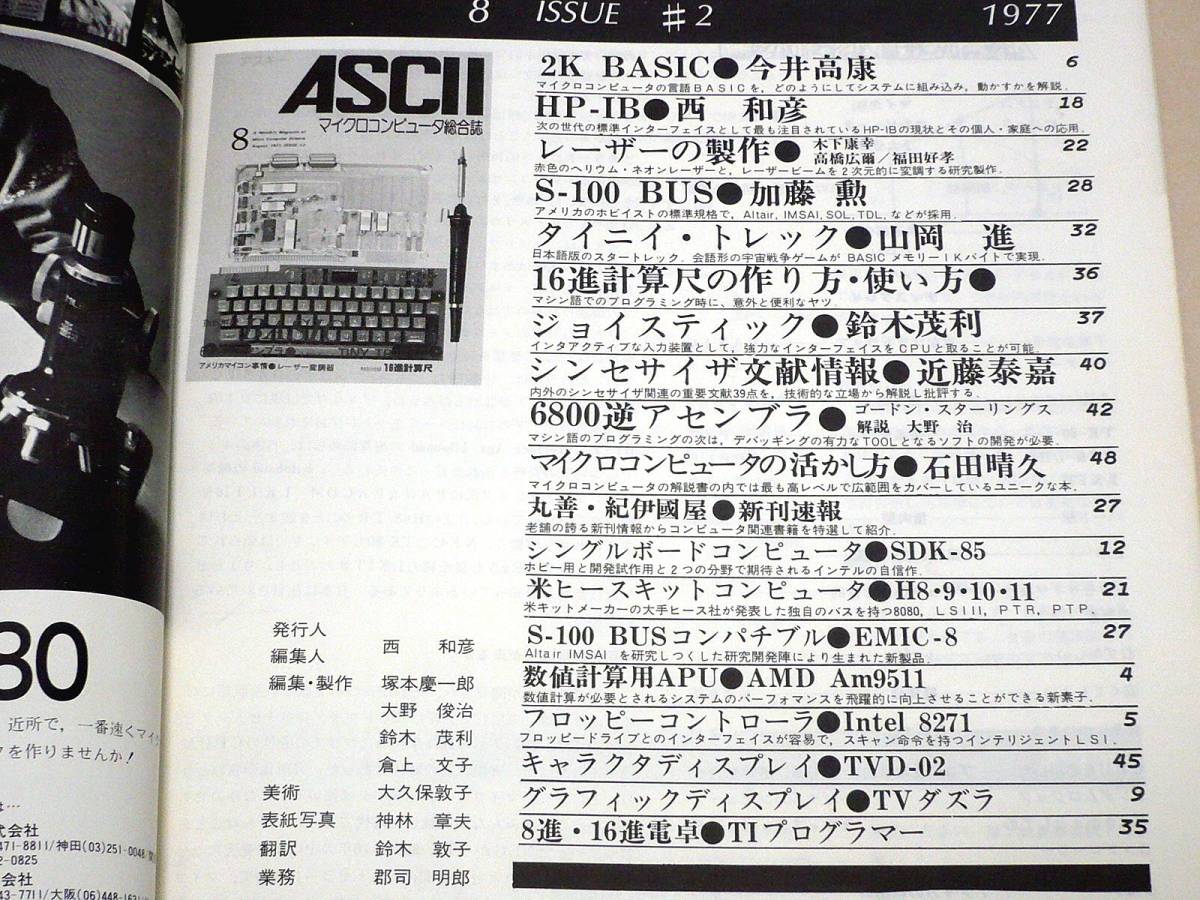 8 ISSUE #2 1977
ASCII
マイクロコンピュータ総合誌
8
アメリカマイコン事情●レーザー変調器
16進計算尺
2K BASIC●今井高康 6
マイクロコンピュータの言語BASICを，どのようにしてシステムに組み込み，動かすかを解説．
HP-IB●西 和彦 18
次の世代の標準インターフェイスとして最も注目されているHP-IBの現状とその個人・家庭への応用．
レーザーの製作●木下康幸 高橋広爾／福田好孝 22
赤色のヘリウム・ネオンレーザーと，レーザービームを2次元的に変調する研究製作．
S-100 BUS●加藤 勲 28
アメリカのホビイストの標準規格で，Altair, IMSAI, SOL, TDL, などが採用．
タイニイ・トレック●山岡 進 32
日本語版のスタートレック．会話形の宇宙戦争ゲームが BASIC メモリー1Kバイトで実現．
16進計算尺の作り方・使い方● 36
マシン語でのプログラミング時に，意外と便利なヤツ．
ジョイスティック●鈴木茂利 37
インタアクティブな入力装置として，強力なインターフェイスをCPUと取ることが可能．
シンセサイザ文献情報●近藤泰嘉 40
内外のシンセサイザ関連の重要文献39点を，技術的な立場から解説し批評する．
6800逆アセンブラ●ゴードン・スターリングス 解説 大野 治 42
マシン語のプログラミングの次は，デバッギングの有力なTOOLとなるソフトの開発が必要．
マイクロコンピュータの活かし方●石田晴久 48
マイクロコンピュータの解説書の内では最も高レベルで広範囲をカバーしているユニークな本．
丸善・紀伊國屋●新刊速報 27
老舗の誇る新刊情報からコンピュータ関連書籍を特選して紹介．
シングルボードコンピュータ●SDK-85 12
ホビー用と開発試作用と2つの分野で期待されるインテルの自信作．
米ヒースキットコンピュータ●H8・9・10・11 21
米キットメーカーの大手ヒース社が発表した独自のバスを持つ8080，LSI11，PTR，PTP．
S-100 BUSコンパチブル●EMIC-8 27
Altair IMSAI を研究しつくした研究開発陣により生まれた新製品．
数値計算用APU●AMD Am9511 4
数値計算が必要とされるシステムのパーフォマンスを飛躍的に向上させることができる新素子．
フロッピーコントローラ●Intel 8271 5
フロッピードライブとのインターフェイスが容易で，スキャン命令を持つインテリジェントLSI．
キャラクタディスプレイ●TVD-02 45
グラフィックディスプレイ●TVダズラ 9
8進・16進電卓●TIプログラマー 35
発行人
編集人 西 和彦
編集・製作 塚本慶一郎
大野 俊治
鈴木 茂利
倉上 文子
美術 大久保敦子
表紙写真 神林 章夫
翻訳 鈴木 敦子
業務 郡司 明郎
80
近所で，一番速くマイ
クを作りませんか！
は…
式会社
471-8811/神田(03)251-0048
2-0825
会社
43-7711/大阪(06)448-